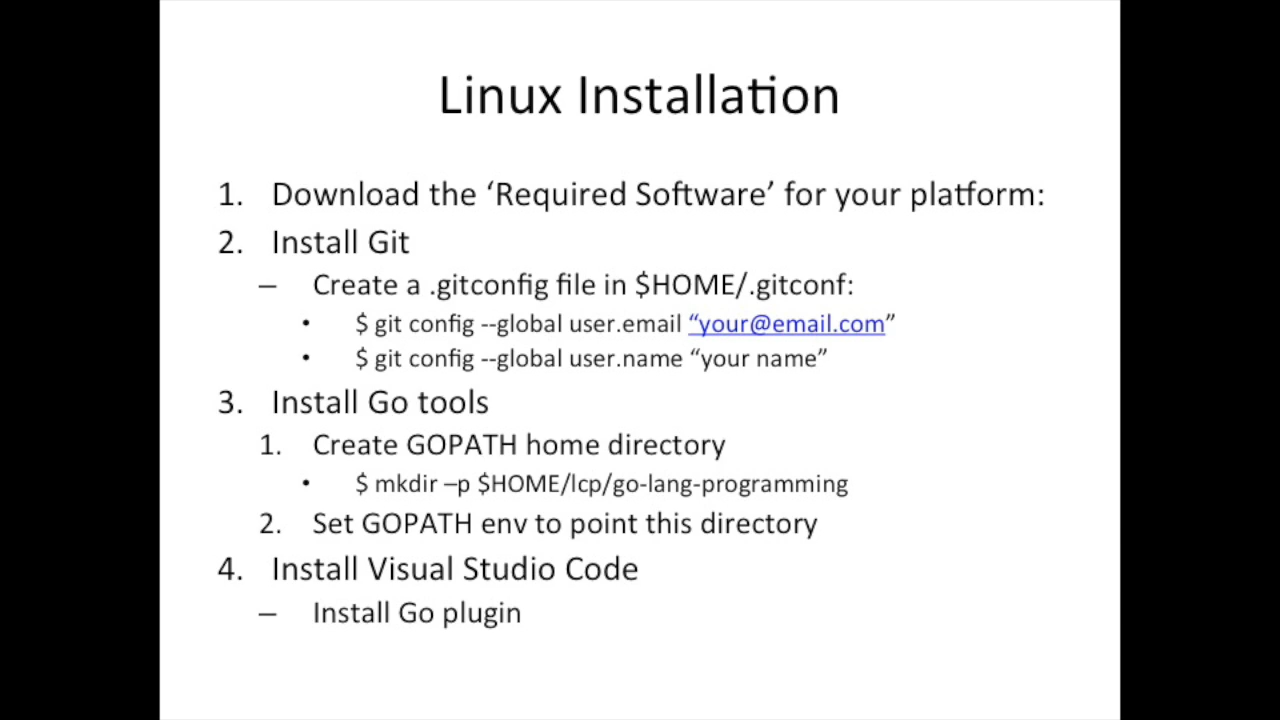 Linux Installation
1. Download the ‘Required Software’ for your platform:
2. Install Git
– Create a .gitconfig file in $HOME/.gitconf:
• $ git config --global user.email “your@email.com”
• $ git config --global user.name “your name”
3. Install Go tools
1. Create GOPATH home directory
• $ mkdir –p $HOME/lcp/go-lang-programming
2. Set GOPATH env to point this directory
4. Install Visual Studio Code
– Install Go plugin